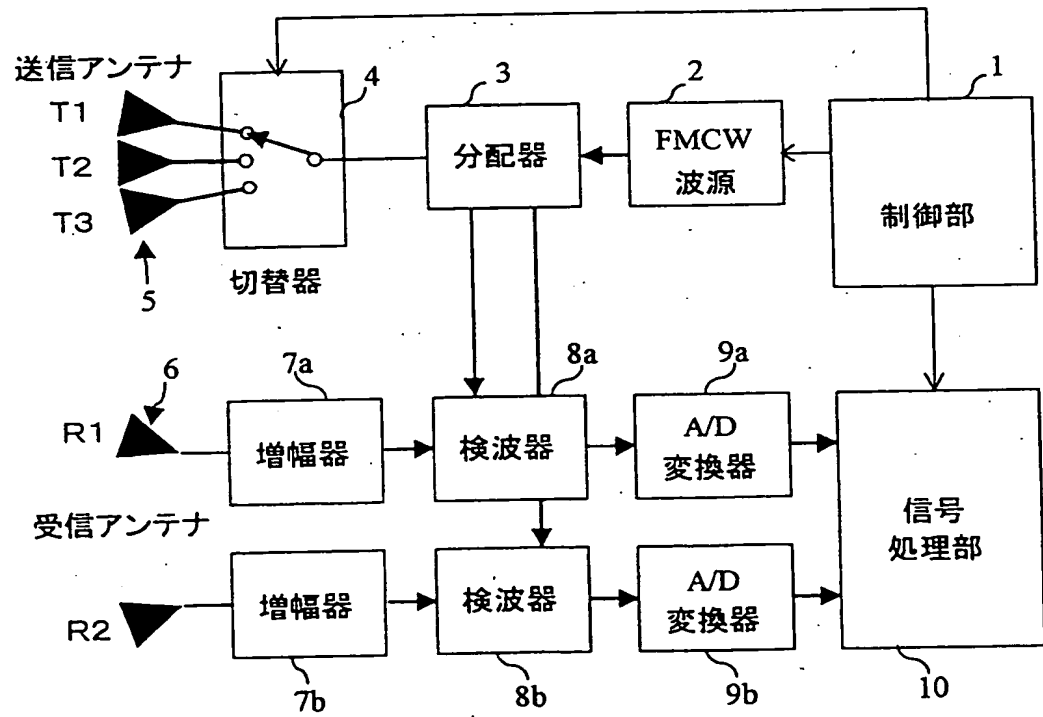 送信アンテナ
T1
T2
T3
5
4
切替器
3
分配器
2
FMCW
波源
1
制御部
6
R1
受信アンテナ
R2
7a
増幅器
8a
検波器
9a
A/D
変換器
増幅器
7b
検波器
8b
A/D
変換器
9b
信号
処理部
10